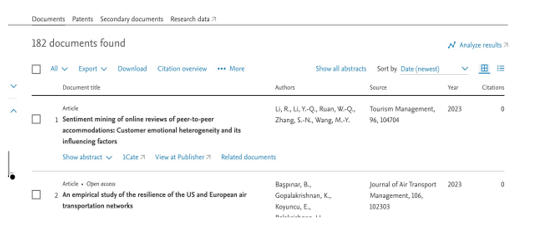 Documents Patents Secondary documents Research data
182 documents found
Analyze results
All Export Download Citation overview ••• More Show all abstracts Sort by Date (newest)
Document title Authors Source Year Citations
Article
1 Sentiment mining of online reviews of peer-to-peer accommodations: Customer emotional heterogeneity and its influencing factors
Li, R., Li, Y.-Q., Ruan, W.-Q., Zhang, S.-N., Wang, M.-Y.
Tourism Management, 96, 104704
2023
0
Show abstract 1Cate View at Publisher Related documents
Article • Open access
2 An empirical study of the resilience of the US and European air transportation networks
Başpınar, B., Gopalakrishnan, K., Koyuncu, E.,
Journal of Air Transport Management, 106, 102303
2023
0